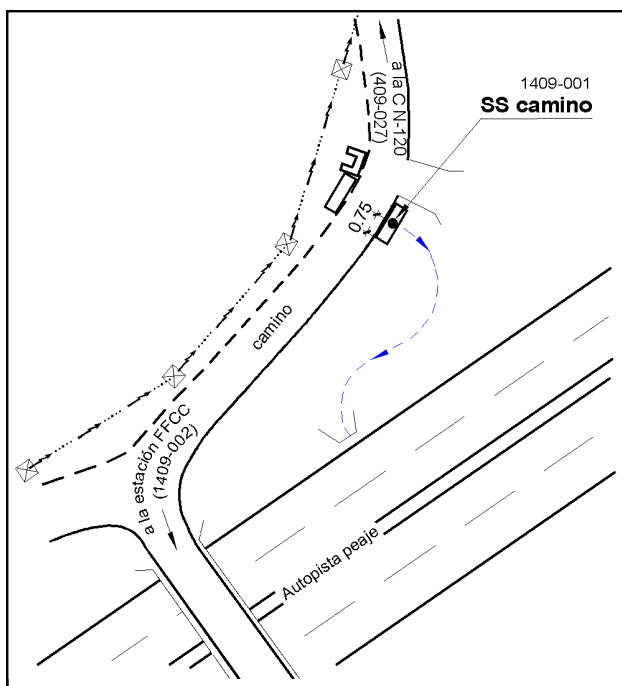 a la C N-120
(409-027)
1409-001
SS camino
0.75
camino
a la estación FFCC
(1409-002)
Autopista peaje